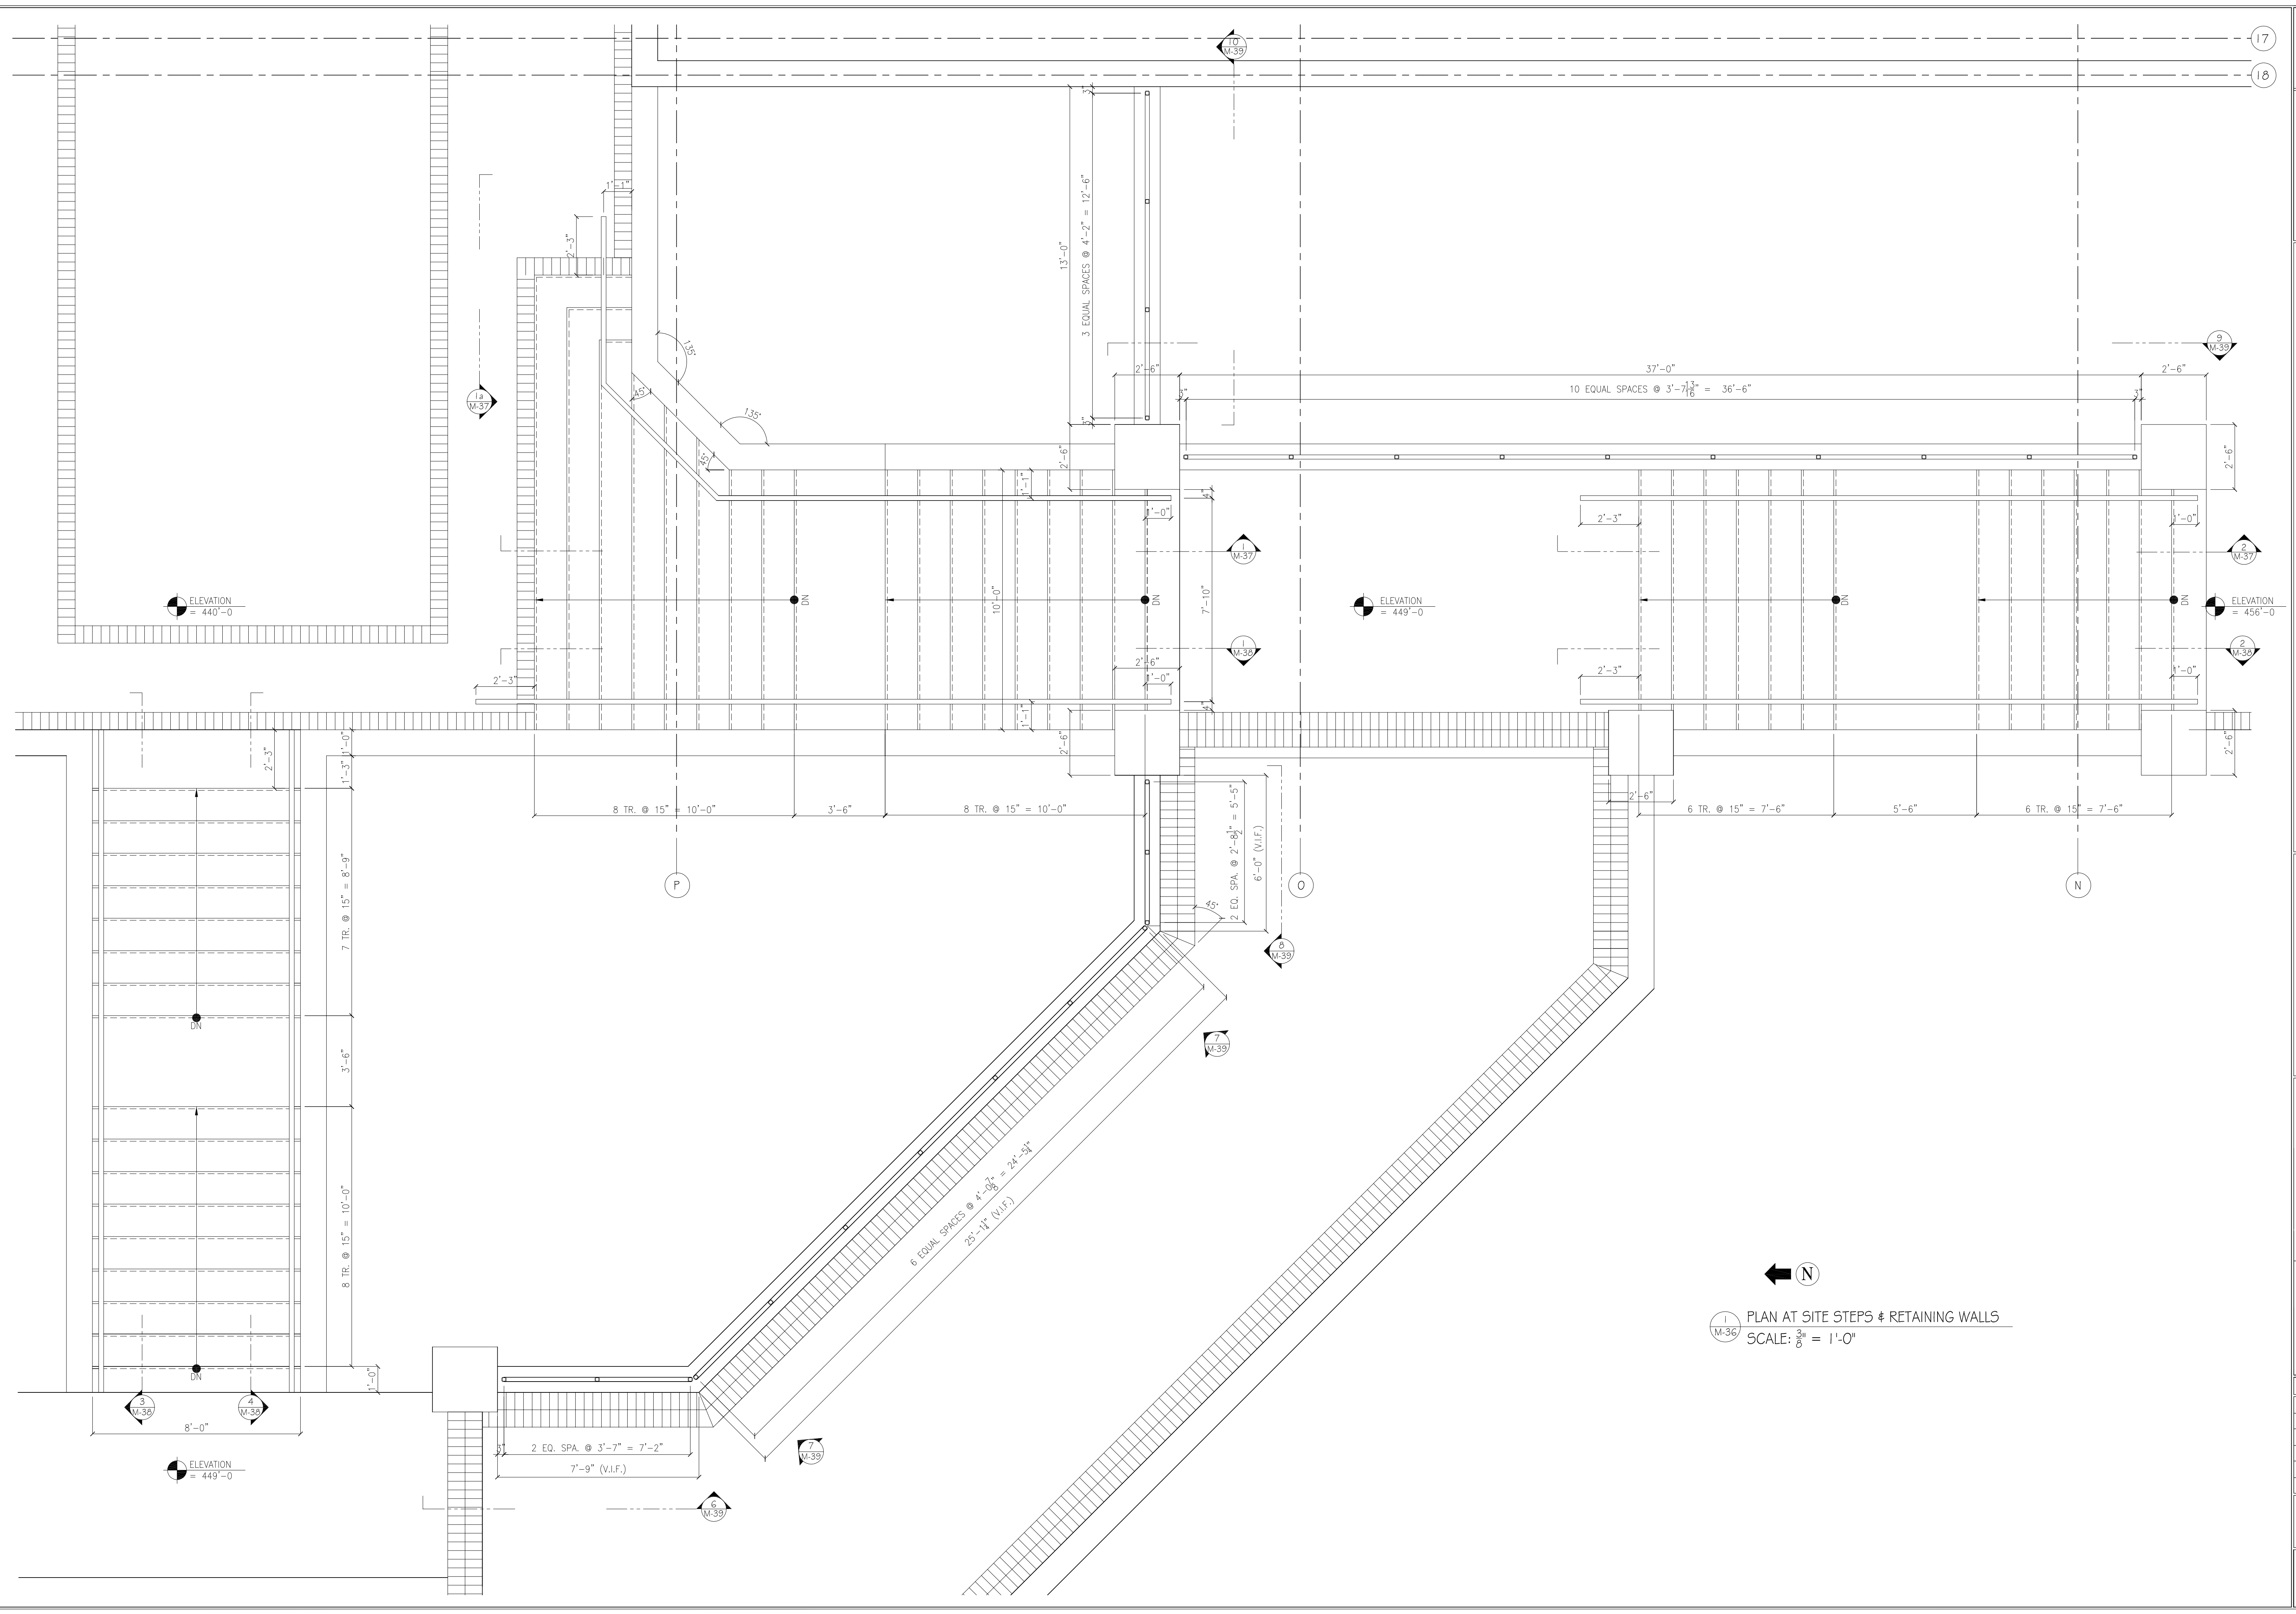 17
10
M-39
18
3"
3 EQUAL SPACES @ 4'-2" = 12'-6"
13'-0"
3"
1'-1"
2'-3"
135°
45°
135°
45°
1a
M-37
9
M-39
2'-6"
37'-0"
2'-6"
10 EQUAL SPACES @ 3'-7 13/16" = 36'-6"
3"
3"
2'-6"
1'-1"
4"
2'-6"
1'-0"
2'-3"
1'-0"
1
M-37
2
M-37
10'-0"
7'-10"
ELEVATION
= 440'-0
DN
DN
ELEVATION
= 449'-0
DN
DN
ELEVATION
= 456'-0
1
M-38
2
M-38
2'-6"
1'-0"
2'-3"
2'-3"
1'-0"
1'-1"
4"
2'-6"
2'-6"
2'-3"
1'-0"
1'-3"
8 TR. @ 15" = 10'-0"
3'-6"
8 TR. @ 15" = 10'-0"
2'-6"
6 TR. @ 15" = 7'-6"
5'-6"
6 TR. @ 15" = 7'-6"
2 EQ. SPA. @ 2'-8 1/2" = 5'-5"
6'-0" (V.I.F.)
P
O
N
7 TR. @ 15" = 8'-9"
45°
8
M-39
DN
7
M-39
3'-6"
6 EQUAL SPACES @ 4'-0 7/8" = 24'-5 1/4"
25'-1 1/4" (V.I.F.)
8 TR. @ 15" = 10'-0"
N
1
M-36
PLAN AT SITE STEPS & RETAINING WALLS
SCALE: 3/8" = 1'-0"
DN
1'-0"
3
M-38
4
M-38
8'-0"
3"
2 EQ. SPA. @ 3'-7" = 7'-2"
7'-9" (V.I.F.)
7
M-39
ELEVATION
= 449'-0
6
M-39